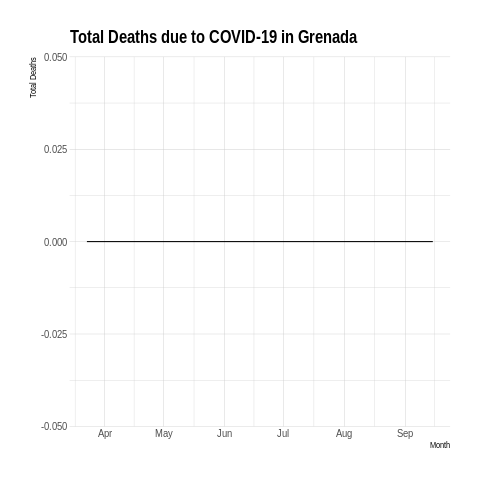 Total Deaths due to COVID-19 in Grenada
Total Deaths
0.050
0.025
0.000
-0.025
-0.050
Apr May Jun Jul Aug Sep
Month